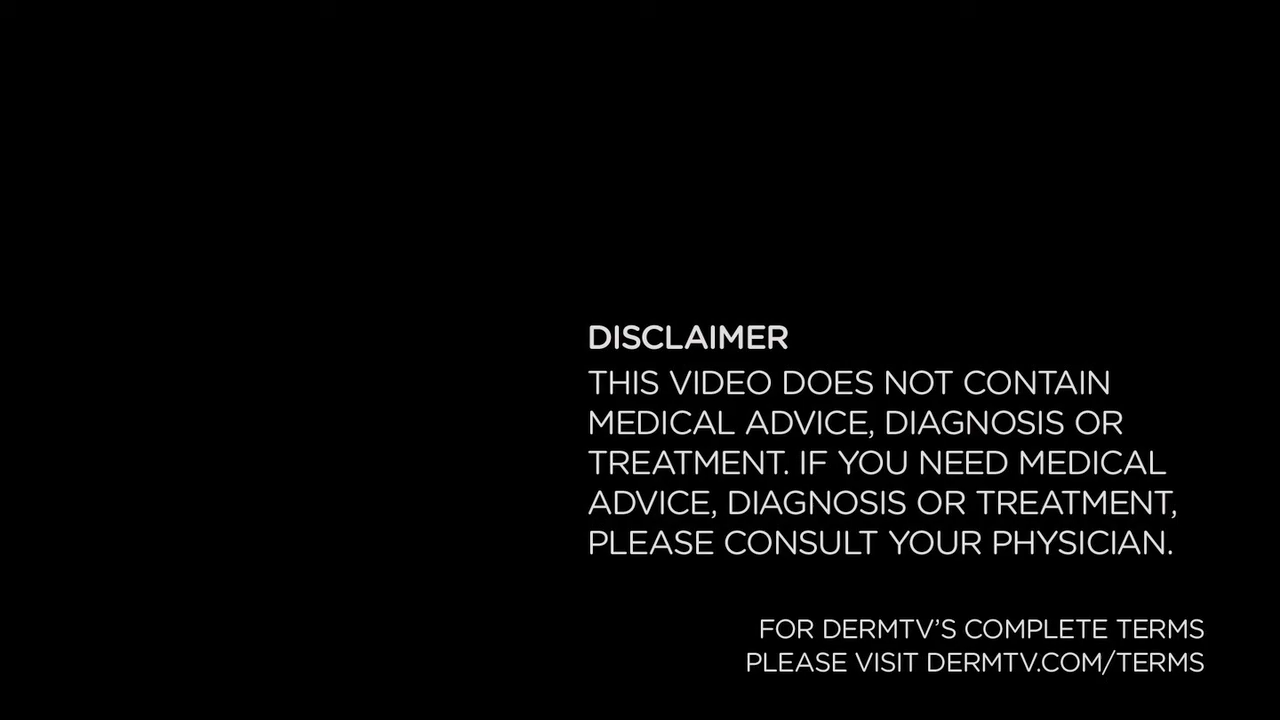 DISCLAIMER
THIS VIDEO DOES NOT CONTAIN
MEDICAL ADVICE, DIAGNOSIS OR
TREATMENT. IF YOU NEED MEDICAL
ADVICE, DIAGNOSIS OR TREATMENT,
PLEASE CONSULT YOUR PHYSICIAN.
FOR DERMTV’S COMPLETE TERMS
PLEASE VISIT DERMTV.COM/TERMS